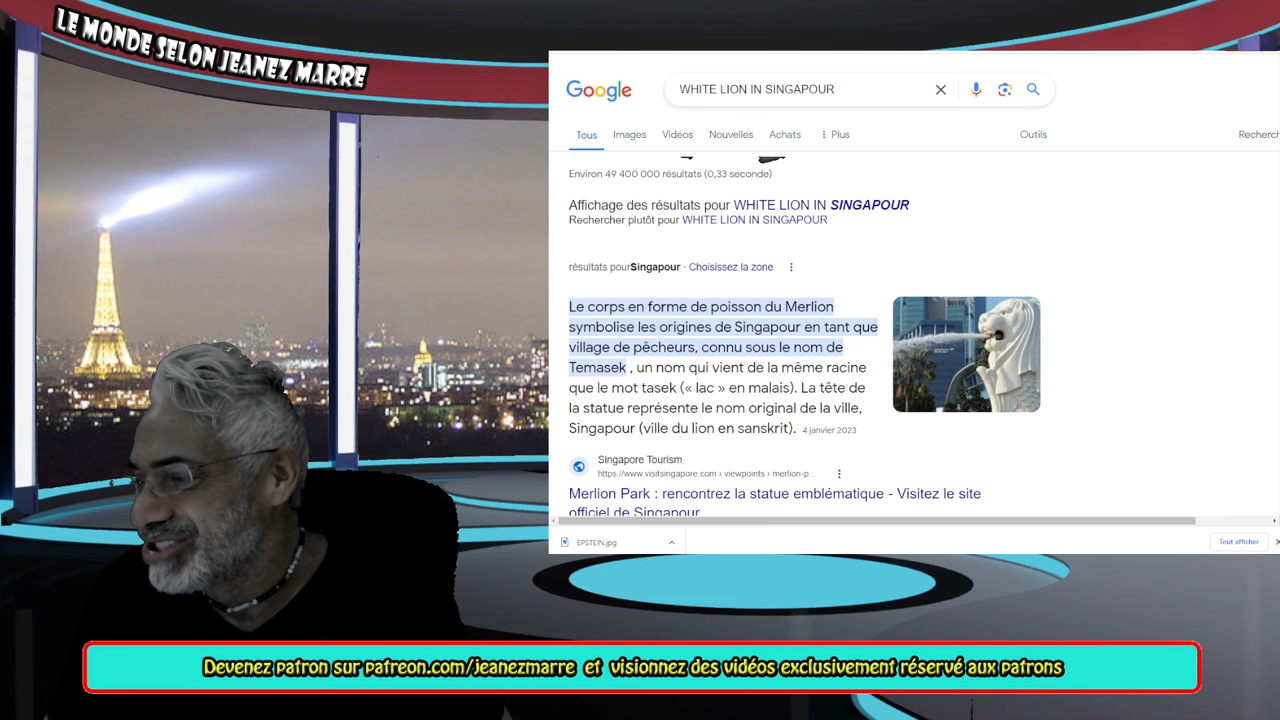 LE MONDE SELON JEANEZ MARRE
Google
WHITE LION IN SINGAPOUR
Tous Images Vidéos Nouvelles Achats Plus Outils Recherch
Environ 49 400 000 résultats (0,33 seconde)
Affichage des résultats pour WHITE LION IN SINGAPOUR
Rechercher plutôt pour WHITE LION IN SINGAPOUR
résultats pourSingapour · Choisissez la zone
Le corps en forme de poisson du Merlion
symbolise les origines de Singapour en tant que
village de pêcheurs, connu sous le nom de
Temasek , un nom qui vient de la même racine
que le mot tasek (« lac » en malais). La tête de
la statue représente le nom original de la ville,
Singapour (ville du lion en sanskrit). 4 janvier 2023
Singapore Tourism
https://www.visitsingapore.com › viewpoints › merlion-p...
Merlion Park : rencontrez la statue emblématique - Visitez le site
officiel de Singapour
EPSTEIN.jpg
Tout afficher
Devenez patron sur patreon.com/jeanezmarre et visionnez des vidéos exclusivement réservé aux patrons